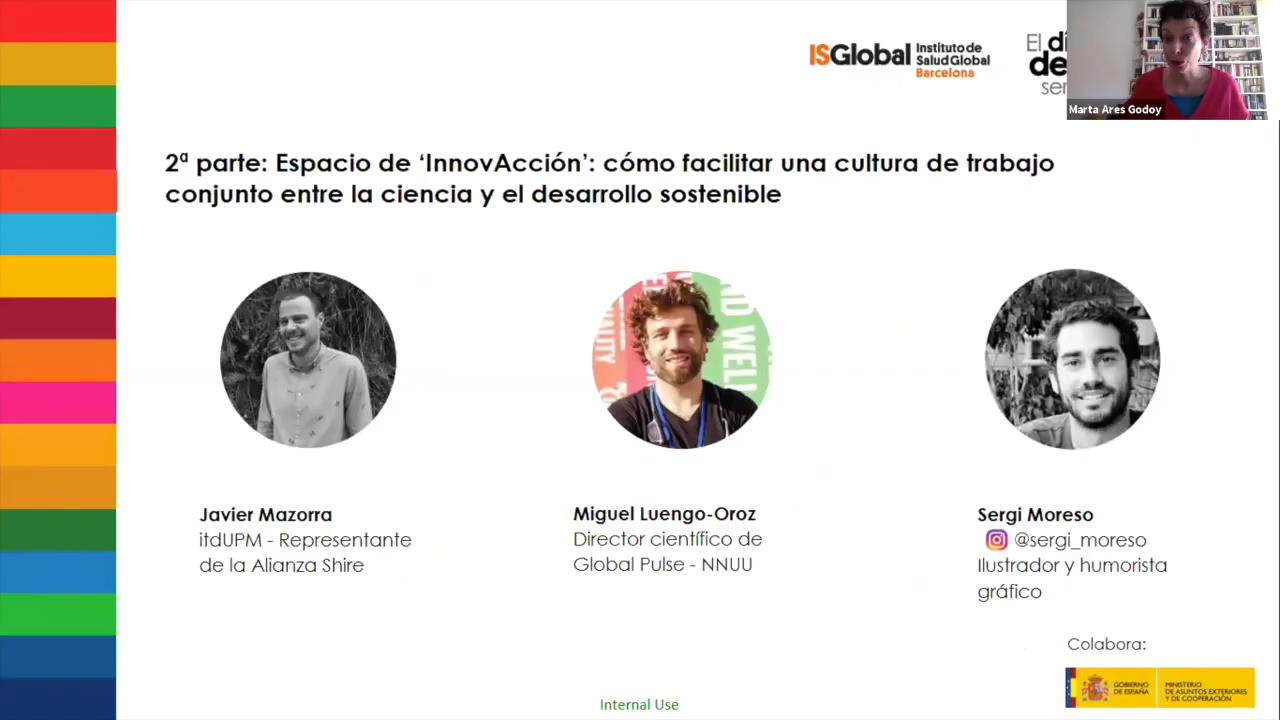 ISGlobal Instituto de
Salud Global
Barcelona
El
de
Marta Ares Godoy
2ª parte: Espacio de ‘InnovAcción’: cómo facilitar una cultura de trabajo
conjunto entre la ciencia y el desarrollo sostenible
Javier Mazorra
itdUPM - Representante
de la Alianza Shire
Miguel Luengo-Oroz
Director científico de
Global Pulse - NNUU
Sergi Moreso
@sergi_moreso
Ilustrador y humorista
gráfico
Colabora:
GOBIERNO
DE ESPAÑA
MINISTERIO
DE ASUNTOS EXTERIORES
Y DE COOPERACIÓN
Internal Use